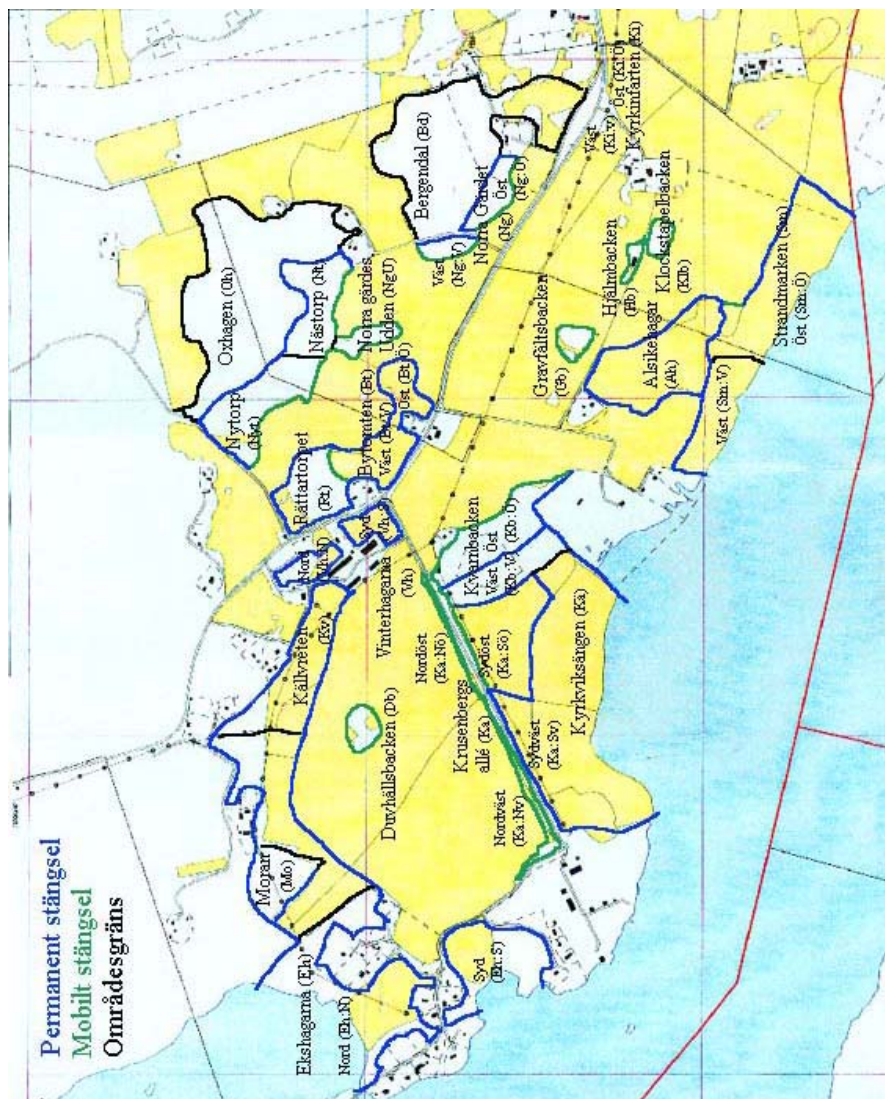 Permanent stängsel
Mobilt stängsel
Områdesgräns
Ekshagarna (Eh)
Nord (Eh:N)
Syd
(Eh:S)
Moran
(Mo)
Duvhällsbacken (Db)
Källvreten
(Kv)
Nord
(Vh:N)
Vinterhagarna
(Vh)
Syd
Krusenbergs
allé (Ka)
Nordväst
(Ka:Nv)
Nordöst
(Ka:Nö)
Sydväst
(Ka:Sv)
Sydöst
(Ka:Sö)
Kyrkviksängen (Kä)
Kvarnbacken
Väst Öst
(Kb:V) (Kb:Ö)
Rättartorpet
(Rt)
Bytomten (Bt)
Väst (Bt:V)
Öst (Bt:Ö)
Nytorp
(Nyt)
Oxhagen (Oh)
Nästorp (Nt)
Norra gärdes
Udden (NgU)
Bergendal (Bd)
Väst
(Ng:V)
Norra Gärdet
(Ng)
Öst
(Ng:Ö)
Gravfältsbacken
(Gb)
Hjälmbacken
(Hb)
Klockstapelbacken
(Klb)
Alsikehagar
(Ah)
Väst (Sm:V)
Strandmarken (Sm)
Öst (Sm:Ö)
Väst
(Ki:v)
Öst (Ki:Ö)
Kyrkinfarten (Ki)